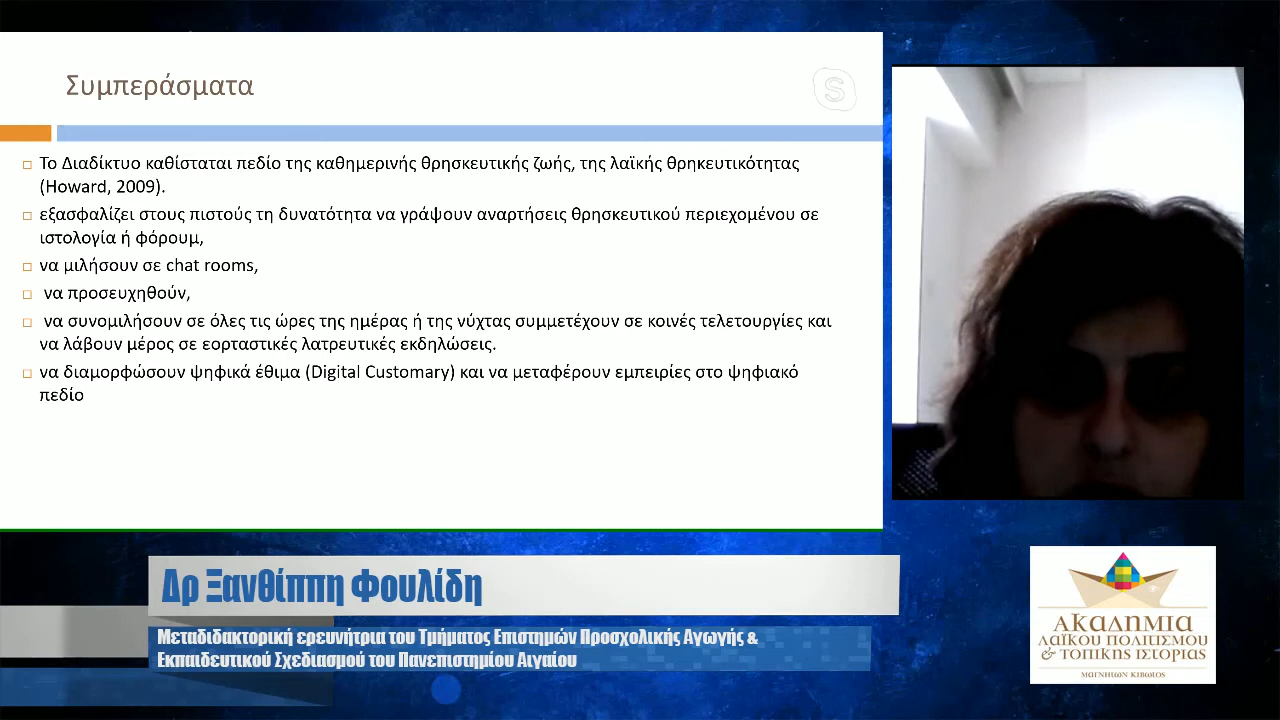 Συμπεράσματα
Το Διαδίκτυο καθίσταται πεδίο της καθημερινής θρησκευτικής ζωής, της λαϊκής θρηκευτικότητας
(Howard, 2009).
εξασφαλίζει στους πιστούς τη δυνατότητα να γράψουν αναρτήσεις θρησκευτικού περιεχομένου σε
ιστολογία ή φόρουμ,
να μιλήσουν σε chat rooms,
να προσευχηθούν,
να συνομιλήσουν σε όλες τις ώρες της ημέρας ή της νύχτας συμμετέχουν σε κοινές τελετουργίες και
να λάβουν μέρος σε εορταστικές λατρευτικές εκδηλώσεις.
να διαμορφώσουν ψηφικά έθιμα (Digital Customary) και να μεταφέρουν εμπειρίες στο ψηφιακό
πεδίο
Δρ Ξανθίππη Φουλίδη
Μεταδιδακτορική ερευνήτρια του Τμήματος Επιστημών Προσχολικής Αγωγής &
Εκπαιδευτικού Σχεδιασμού του Πανεπιστημίου Αιγαίου
ΑΚΑΔΗΜΙΑ
ΛΑΪΚΟΥ ΠΟΛΙΤΙΣΜΟΥ
& ΤΟΠΙΚΗΣ ΙΣΤΟΡΙΑΣ
ΜΑΓΝΗΤΩΝ ΚΙΒΩΤΟΣ